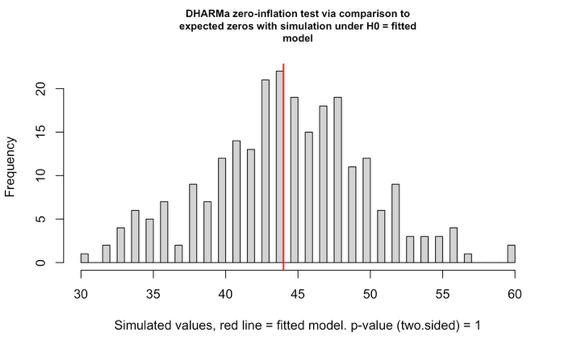 DHARMa zero-inflation test via comparison to
expected zeros with simulation under H0 = fitted
model
Frequency
20
15
10
5
0
30 35 40 45 50 55 60
Simulated values, red line = fitted model. p-value (two.sided) = 1